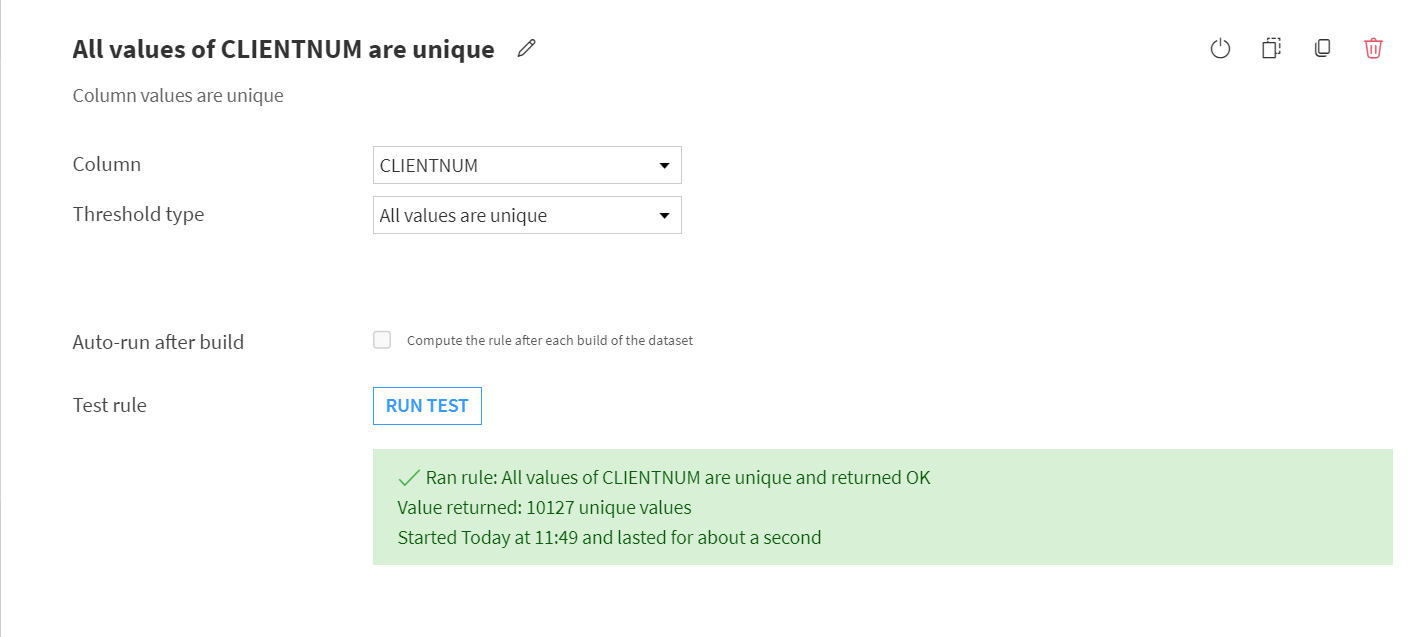 All values of CLIENTNUM are unique
Column values are unique
Column
CLIENTNUM
Threshold type
All values are unique
Auto-run after build
Compute the rule after each build of the dataset
Test rule
RUN TEST
Ran rule: All values of CLIENTNUM are unique and returned OK
Value returned: 10127 unique values
Started Today at 11:49 and lasted for about a second